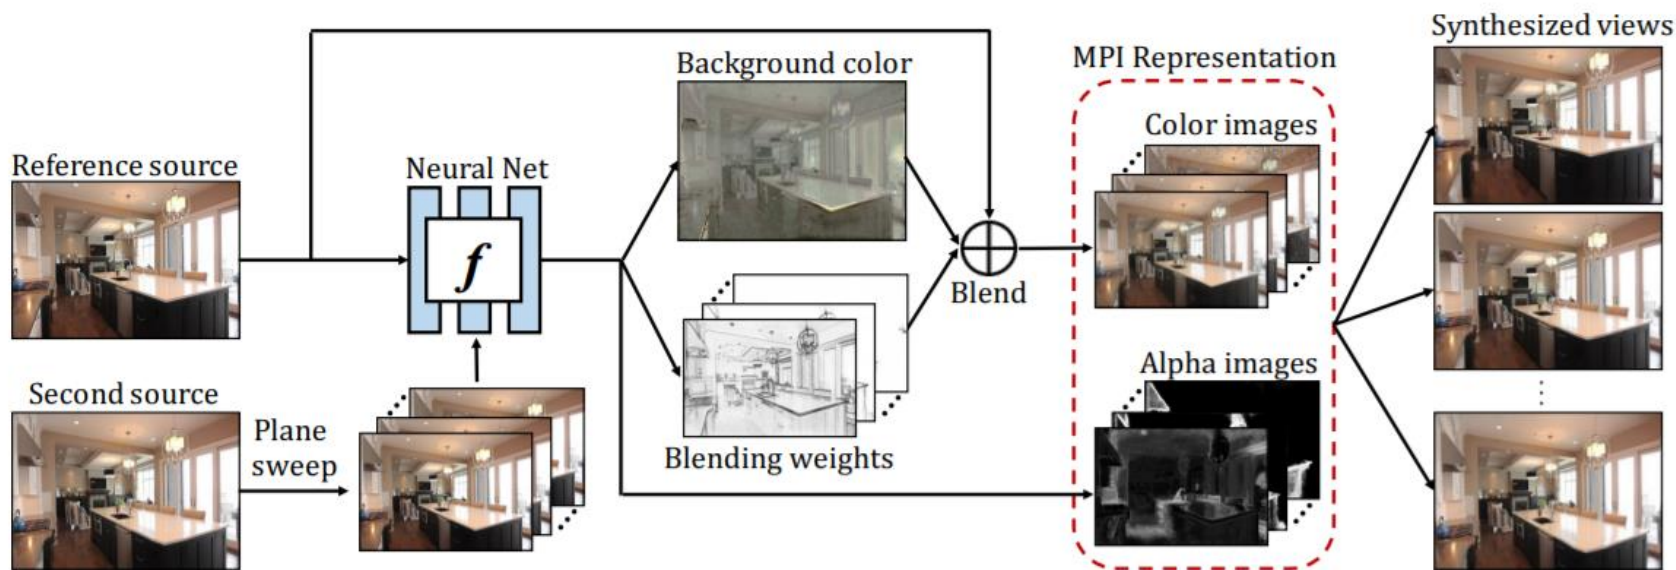 Reference source
Second source
Plane
sweep
Neural Net
f
Background color
Blending weights
Blend
MPI Representation
Color images
Alpha images
Synthesized views